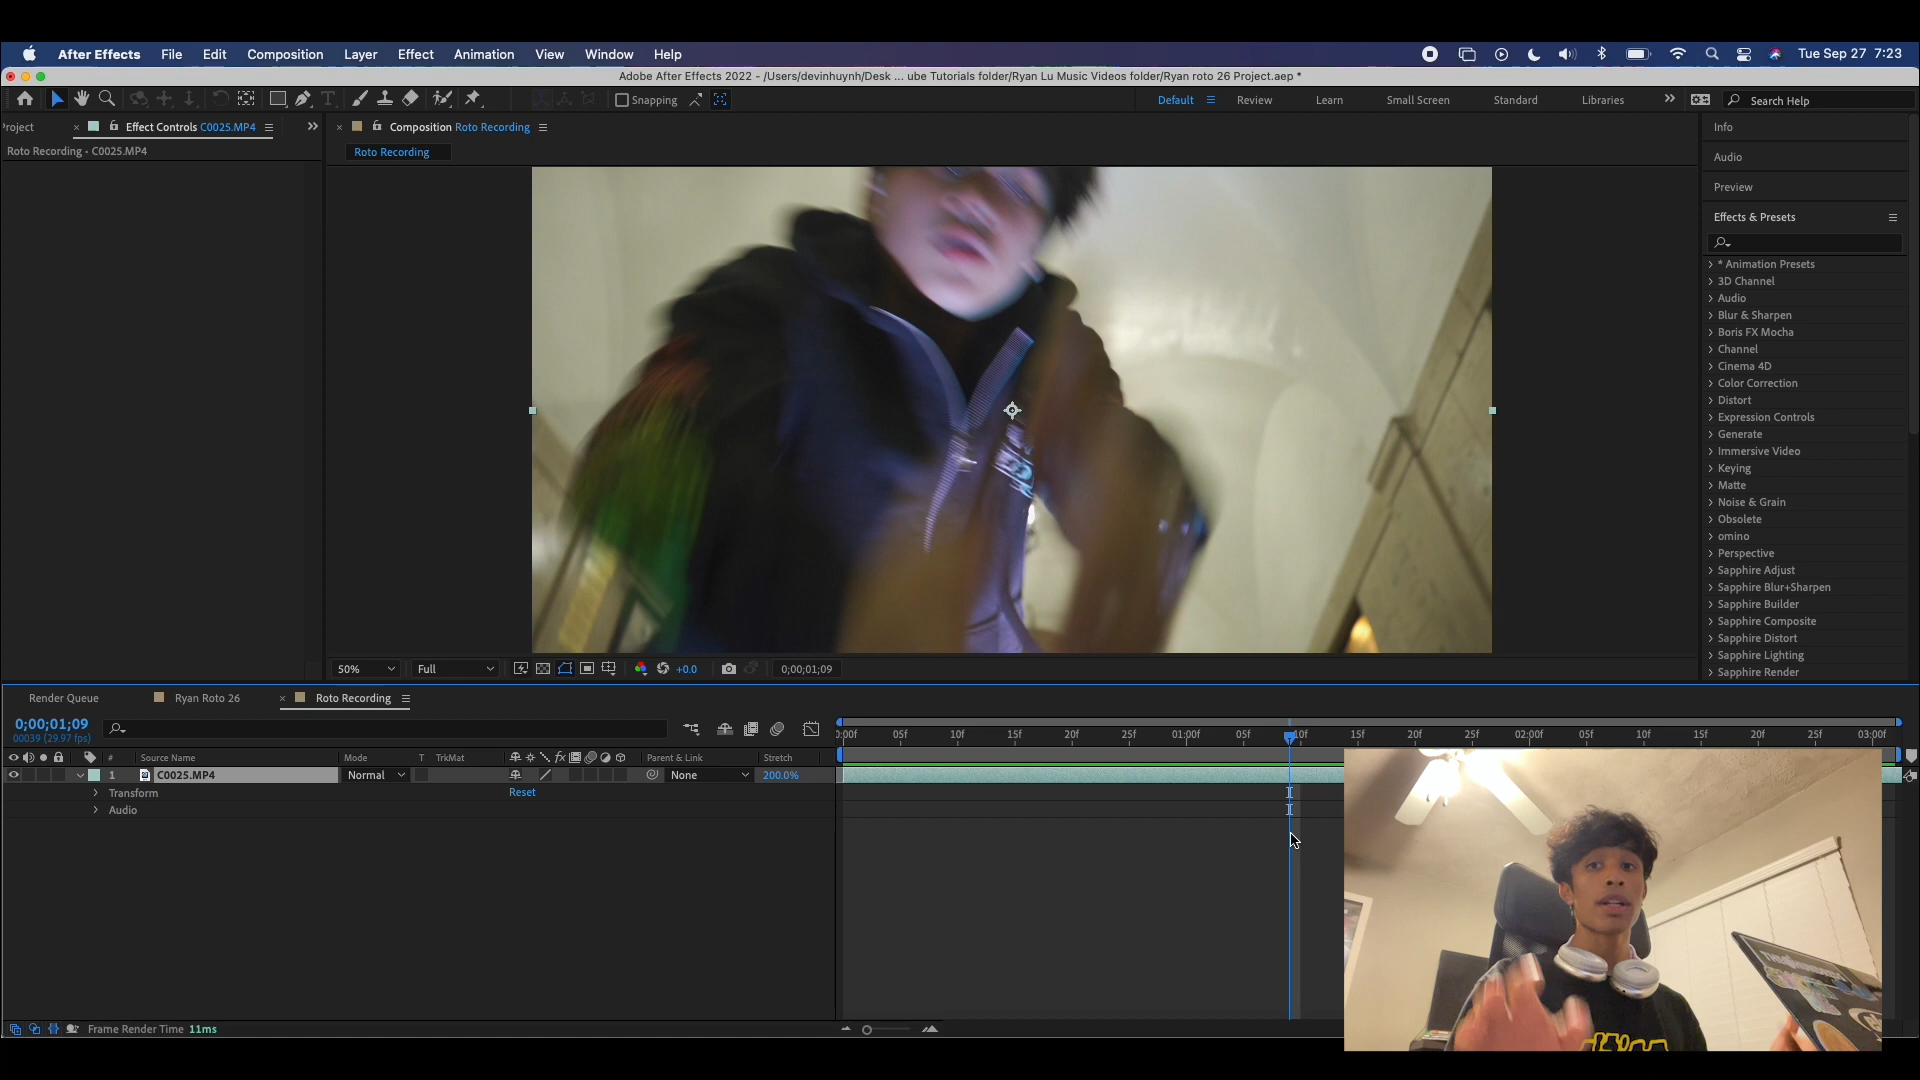 After Effects File Edit Composition Layer Effect Animation View Window Help Tue Sep 27 7:23
Adobe After Effects 2022 - /Users/devinhuynh/Desk ... ube Tutorials folder/Ryan Lu Music Videos folder/Ryan roto 26 Project.aep *
Snapping Default Review Learn Small Screen Standard Libraries Search Help
roject Effect Controls C0025.MP4 Composition Roto Recording Info
Roto Recording • C0025.MP4 Roto Recording
Audio
Preview
Effects & Presets
* Animation Presets
3D Channel
Audio
Blur & Sharpen
Boris FX Mocha
Channel
Cinema 4D
Color Correction
Distort
Expression Controls
Generate
Immersive Video
Keying
Matte
Noise & Grain
Obsolete
omino
Perspective
Sapphire Adjust
Sapphire Blur+Sharpen
Sapphire Builder
Sapphire Composite
Sapphire Distort
Sapphire Lighting
Sapphire Render
50% Full +0.0 0;00;01;09
Render Queue Ryan Roto 26 Roto Recording
0;00;01;09
00039 (29.97 fps)
0:00f 05f 10f 15f 20f 25f 01:00f 05f 10f 15f 20f 25f 02:00f 05f 10f 15f 20f 25f 03:00f
# Source Name Mode T TrkMat fx Parent & Link Stretch
1 C0025.MP4 Normal None 200.0%
Transform Reset
Audio
Frame Render Time 11ms